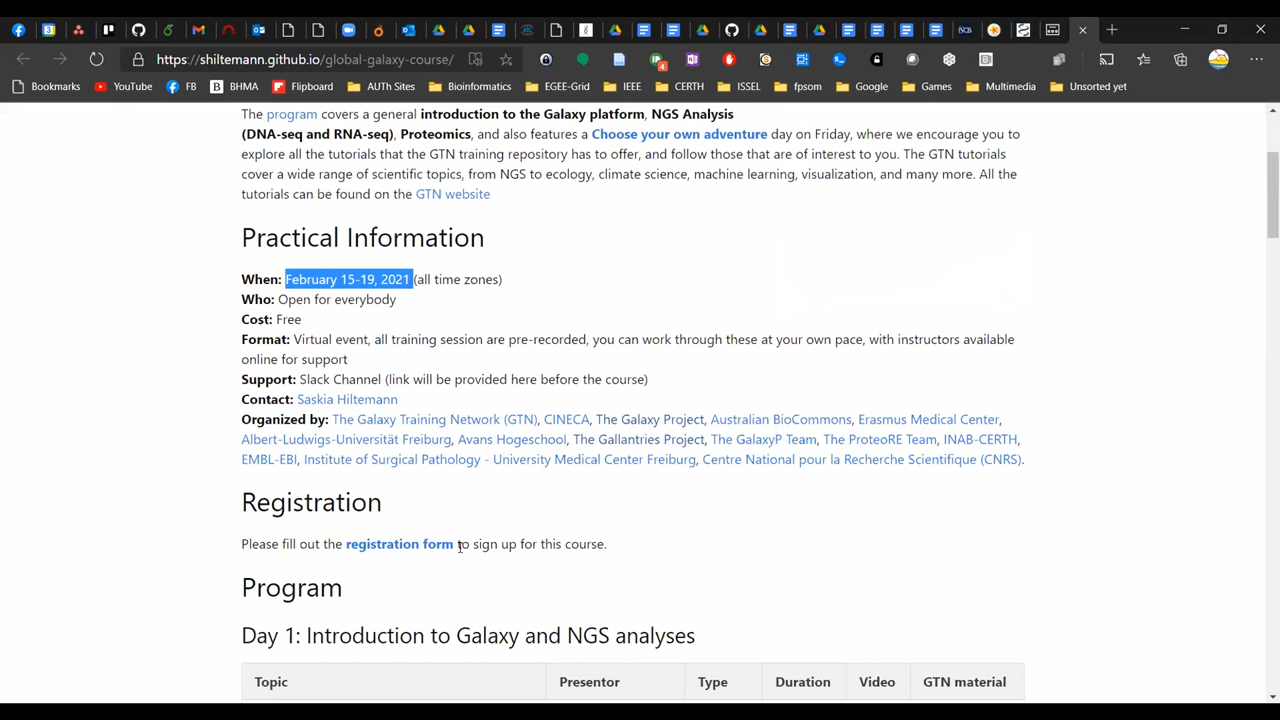 https://shiltemann.github.io/global-galaxy-course/
4
Bookmarks YouTube FB BHMA Flipboard AUTh Sites Bioinformatics EGEE-Grid IEEE CERTH ISSEL fpsom Google Games Multimedia Unsorted yet
The program covers a general introduction to the Galaxy platform, NGS Analysis
(DNA-seq and RNA-seq), Proteomics, and also features a Choose your own adventure day on Friday, where we encourage you to
explore all the tutorials that the GTN training repository has to offer, and follow those that are of interest to you. The GTN tutorials
cover a wide range of scientific topics, from NGS to ecology, climate science, machine learning, visualization, and many more. All the
tutorials can be found on the GTN website
Practical Information
When: February 15-19, 2021 (all time zones)
Who: Open for everybody
Cost: Free
Format: Virtual event, all training session are pre-recorded, you can work through these at your own pace, with instructors available
online for support
Support: Slack Channel (link will be provided here before the course)
Contact: Saskia Hiltemann
Organized by: The Galaxy Training Network (GTN), CINECA, The Galaxy Project, Australian BioCommons, Erasmus Medical Center,
Albert-Ludwigs-Universität Freiburg, Avans Hogeschool, The Gallantries Project, The GalaxyP Team, The ProteoRE Team, INAB-CERTH,
EMBL-EBI, Institute of Surgical Pathology - University Medical Center Freiburg, Centre National pour la Recherche Scientifique (CNRS).
Registration
Please fill out the registration form to sign up for this course.
Program
Day 1: Introduction to Galaxy and NGS analyses
Topic Presentor Type Duration Video GTN material